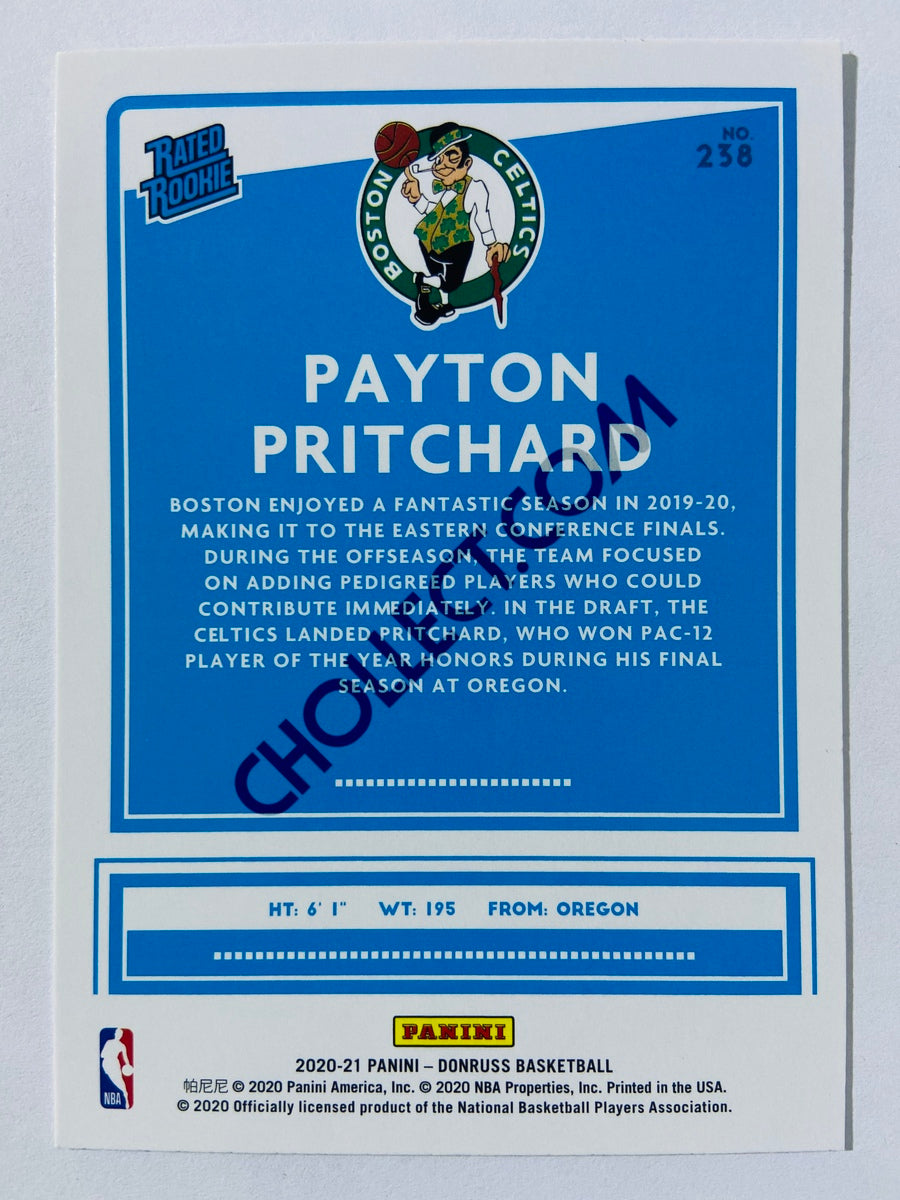 RATED
ROOKIE
BOSTON CELTICS
NO.
238
PAYTON
PRITCHARD
BOSTON ENJOYED A FANTASTIC SEASON IN 2019-20,
MAKING IT TO THE EASTERN CONFERENCE FINALS.
DURING THE OFFSEASON, THE TEAM FOCUSED
ON ADDING PEDIGREED PLAYERS WHO COULD
CONTRIBUTE IMMEDIATELY. IN THE DRAFT, THE
CELTICS LANDED PRITCHARD, WHO WON PAC-12
PLAYER OF THE YEAR HONORS DURING HIS FINAL
SEASON AT OREGON.
CHOLLECT.COM
HT: 6' 1" WT: 195 FROM: OREGON
PANINI
2020-21 PANINI – DONRUSS BASKETBALL
帕尼尼 © 2020 Panini America, Inc. © 2020 NBA Properties, Inc. Printed in the USA.
© 2020 Officially licensed product of the National Basketball Players Association.
NBA